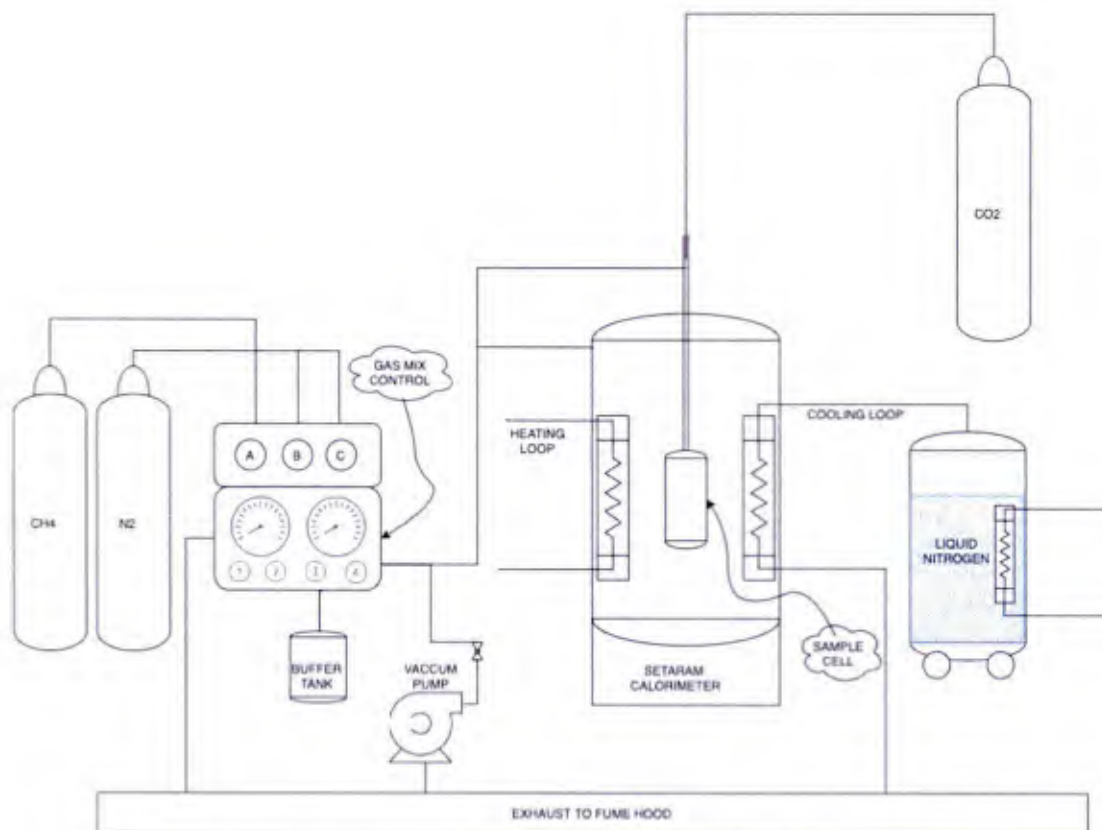 CO2
GAS MIX
CONTROL
A B C
CH4
N2
HEATING
LOOP
COOLING LOOP
LIQUID
NITROGEN
BUFFER
TANK
VACCUM
PUMP
SETARAM
CALORIMETER
SAMPLE
CELL
EXHAUST TO FUME HOOD